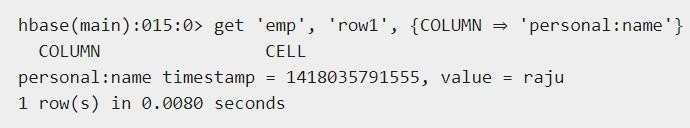 hbase(main):015:0> get 'emp', 'row1', {COLUMN ⇒ 'personal:name'}
COLUMN CELL
personal:name timestamp = 1418035791555, value = raju
1 row(s) in 0.0080 seconds